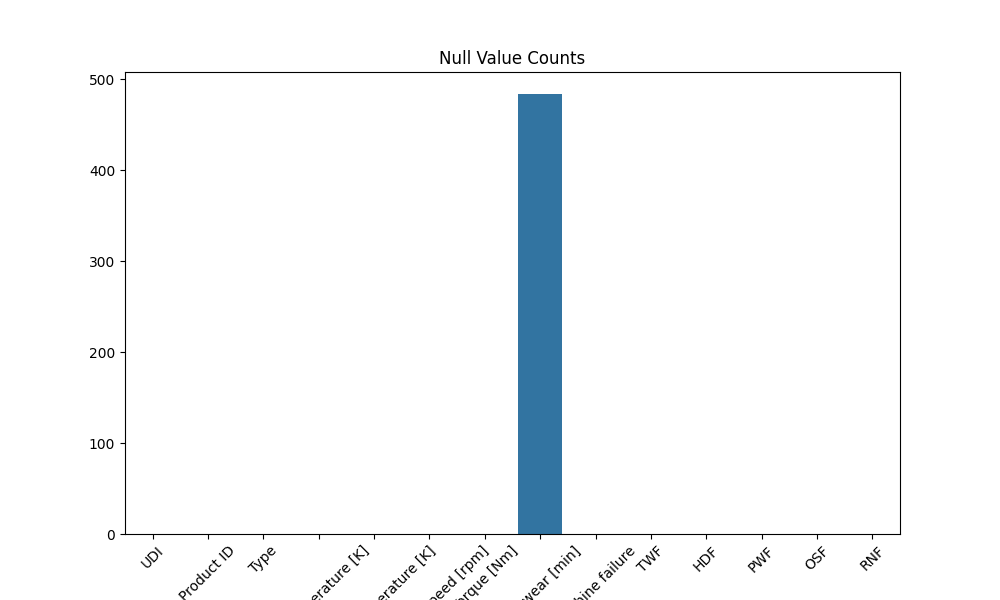 Null Value Counts
500
400
300
200
100
0
UDI
Product ID
Type
erature [K]
erature [K]
eed [rpm]
rque [Nm]
wear [min]
ine failure
TWF
HDF
PWF
OSF
RNF